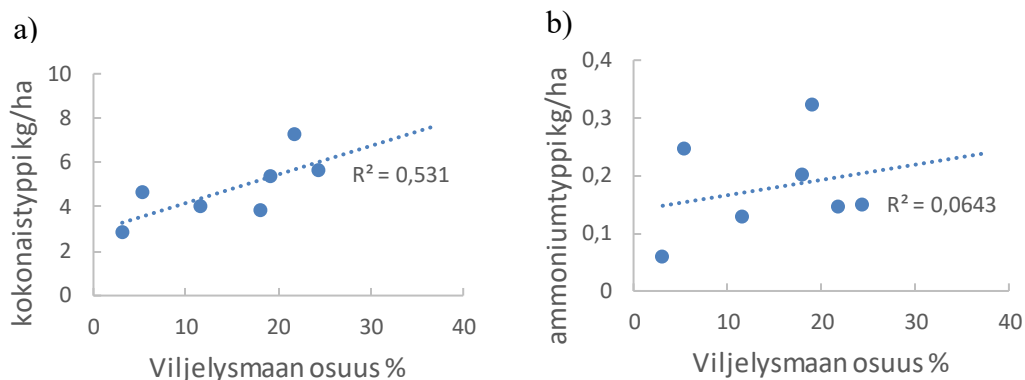 a)
kokonaistyppi kg/ha
10
8
6
4
2
0
R² = 0,531
0 10 20 30 40
Viljelysmaan osuus %
b)
ammoniumtyppi kg/ha
0,4
0,3
0,2
0,1
0
R² = 0,0643
0 10 20 30 40
Viljelysmaan osuus %